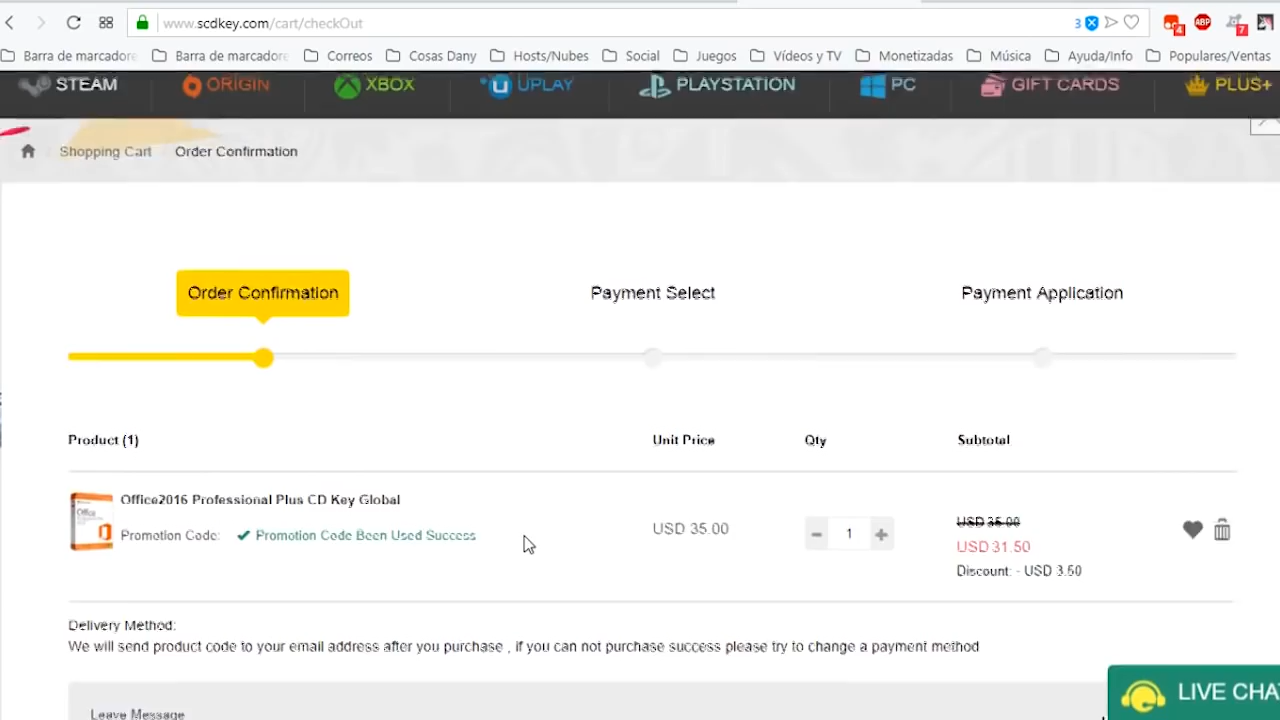 www.scdkey.com/cart/checkOut
3
4
ABP
7
Barra de marcadore
Barra de marcadore
Correos
Cosas Dany
Hosts/Nubes
Social
Juegos
Vídeos y TV
Monetizadas
Música
Ayuda/Info
Populares/Ventas
STEAM
ORIGIN
XBOX
UPLAY
PLAYSTATION
PC
GIFT CARDS
PLUS+
Shopping Cart
Order Confirmation
Order Confirmation
Payment Select
Payment Application
Product (1)
Unit Price
Qty
Subtotal
Office
Office2016 Professional Plus CD Key Global
Promotion Code: ✔ Promotion Code Been Used Success
USD 35.00
− 1 +
USD 35.00
USD 31.50
Discount: - USD 3.50
Delivery Method:
We will send product code to your email address after you purchase , if you can not purchase success please try to change a payment method
Leave Message
LIVE CHA